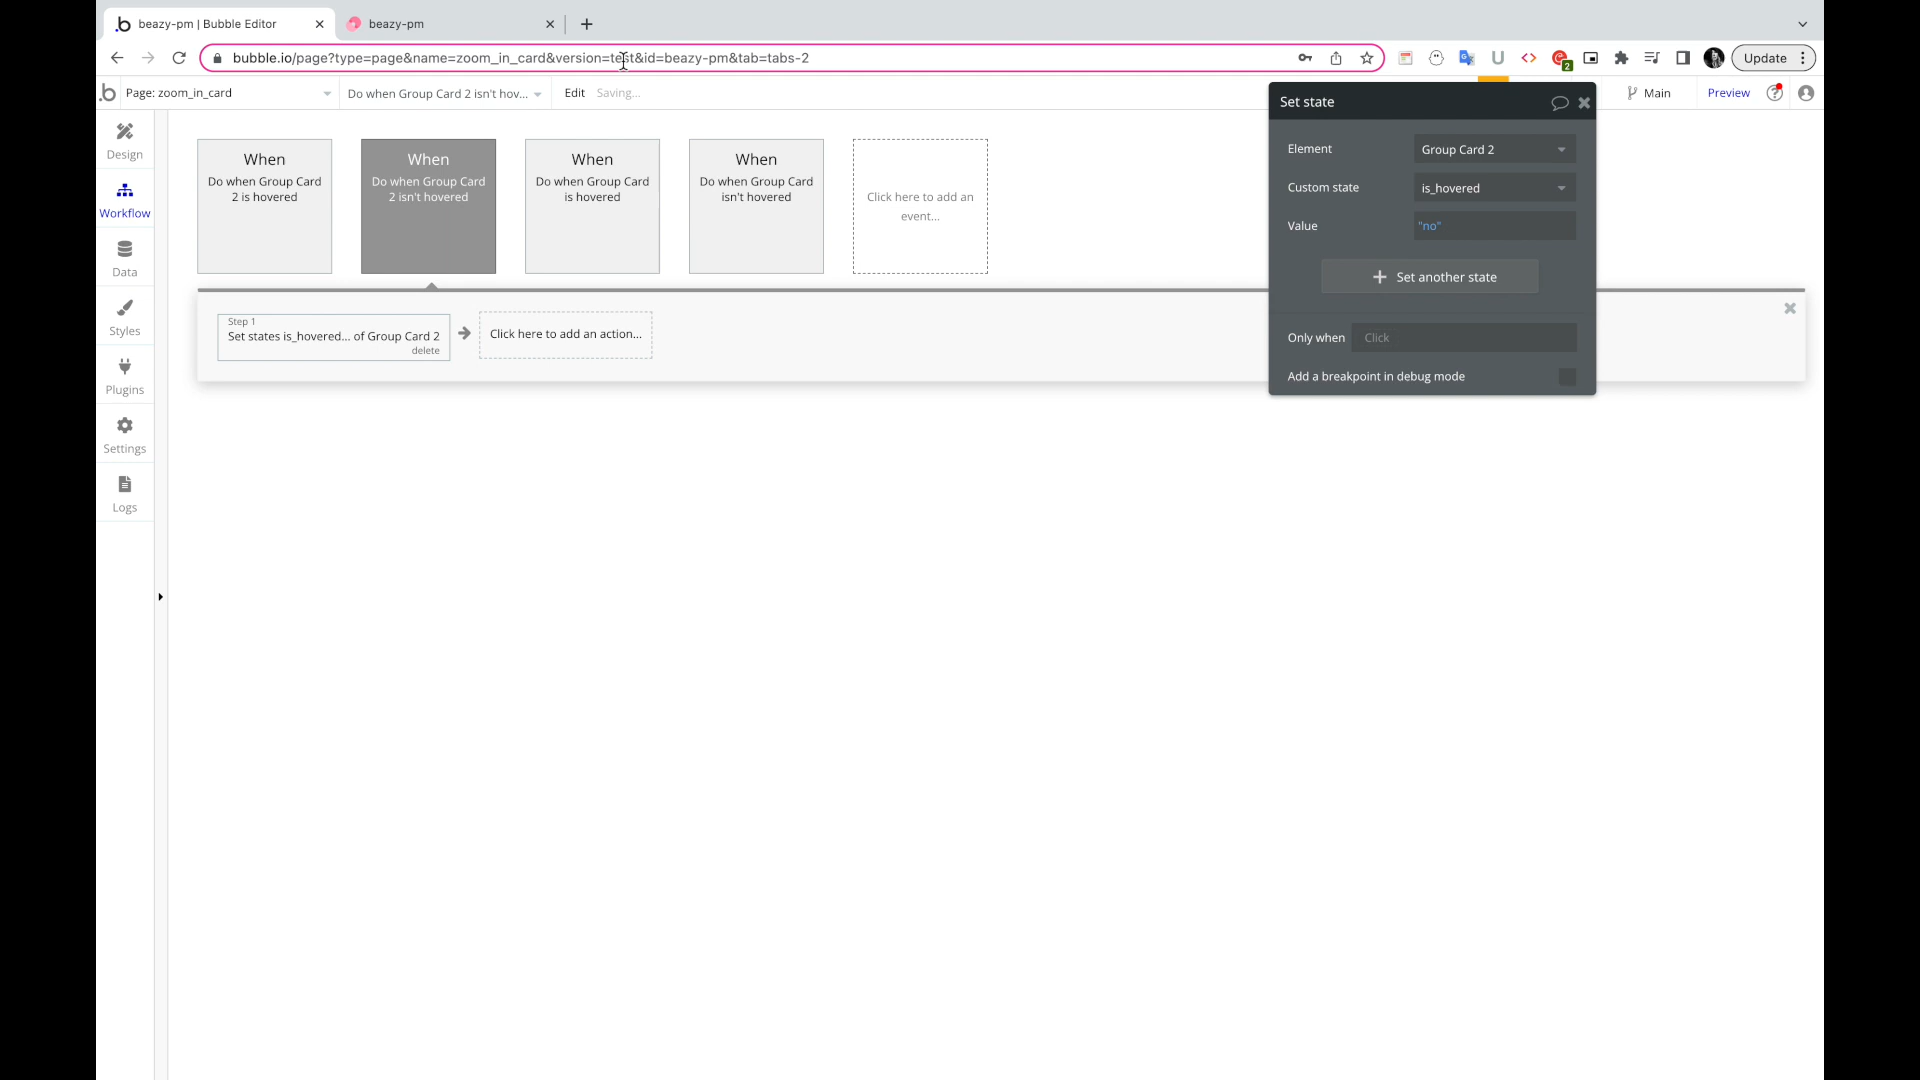 beazy-pm | Bubble Editor
beazy-pm
bubble.io/page?type=page&name=zoom_in_card&version=test&id=beazy-pm&tab=tabs-2
2
Update
Page: zoom_in_card
Do when Group Card 2 isn't hov...
Edit
Saving...
Main
Preview
Design
Workflow
Data
Styles
Plugins
Settings
Logs
When
Do when Group Card
2 is hovered
When
Do when Group Card
2 isn't hovered
When
Do when Group Card
is hovered
When
Do when Group Card
isn't hovered
Click here to add an
event...
Step 1
Set states is_hovered... of Group Card 2
delete
Click here to add an action...
Set state
Element
Group Card 2
Custom state
is_hovered
Value
"no"
Set another state
Only when
Click
Add a breakpoint in debug mode